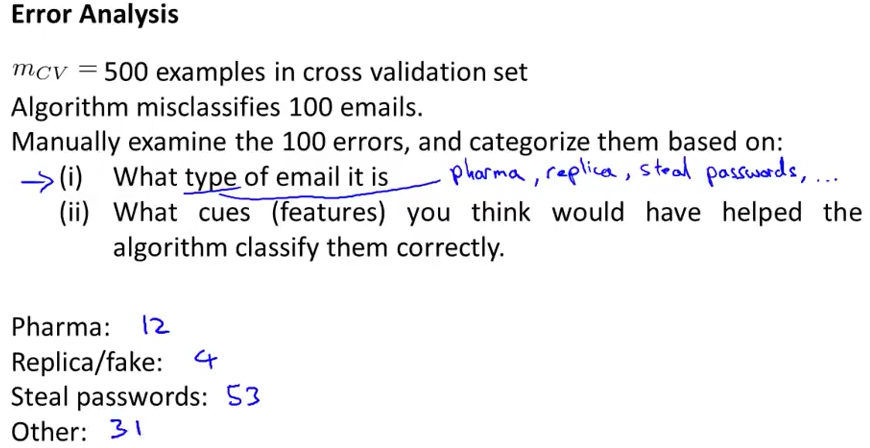 Error Analysis
m_CV = 500 examples in cross validation set
Algorithm misclassifies 100 emails.
Manually examine the 100 errors, and categorize them based on:
→ (i) What type of email it is pharma, replica, steal passwords, ...
(ii) What cues (features) you think would have helped the
algorithm classify them correctly.
Pharma: 12
Replica/fake: 4
Steal passwords: 53
Other: 31